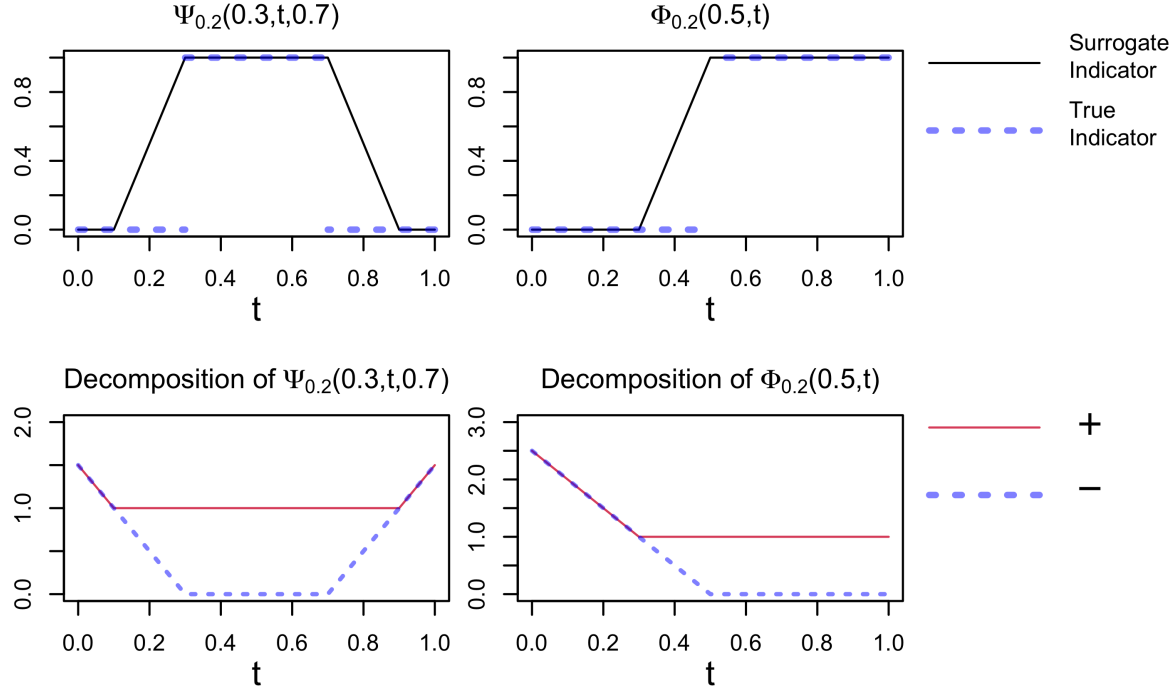 Ψ0.2(0.3,t,0.7)
0.0 0.4 0.8
0.0 0.2 0.4 0.6 0.8 1.0
t
Φ0.2(0.5,t)
0.0 0.4 0.8
0.0 0.2 0.4 0.6 0.8 1.0
t
Surrogate
Indicator
True
Indicator
Decomposition of Ψ0.2(0.3,t,0.7)
0.0 1.0 2.0
0.0 0.2 0.4 0.6 0.8 1.0
t
Decomposition of Φ0.2(0.5,t)
0.0 1.0 2.0 3.0
0.0 0.2 0.4 0.6 0.8 1.0
t
+
−